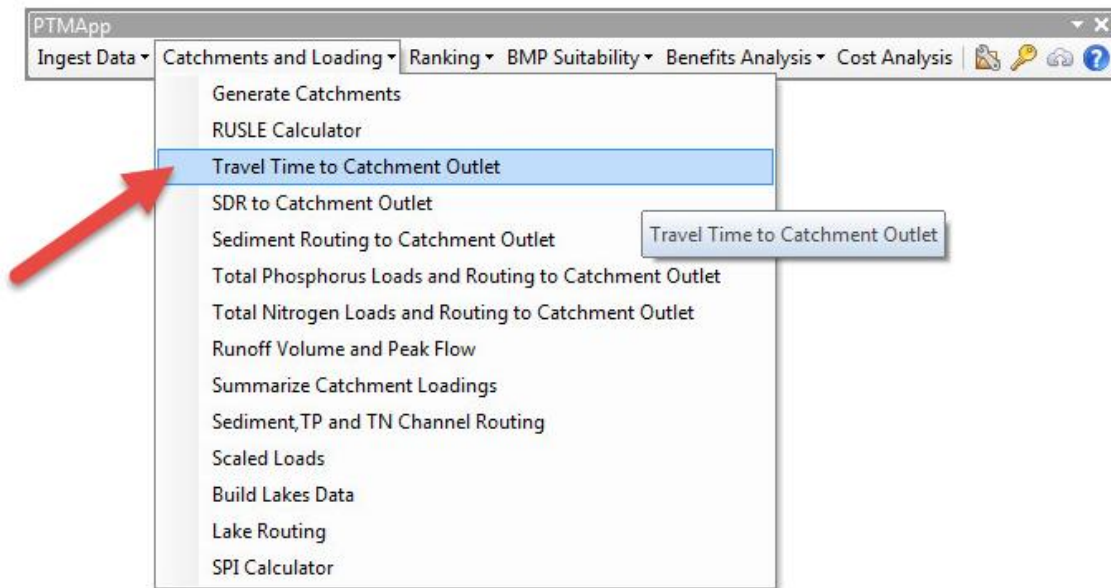 PTMApp
Ingest Data Catchments and Loading Ranking BMP Suitability Benefits Analysis Cost Analysis
Generate Catchments
RUSLE Calculator
Travel Time to Catchment Outlet
SDR to Catchment Outlet
Sediment Routing to Catchment Outlet
Travel Time to Catchment Outlet
Total Phosphorus Loads and Routing to Catchment Outlet
Total Nitrogen Loads and Routing to Catchment Outlet
Runoff Volume and Peak Flow
Summarize Catchment Loadings
Sediment,TP and TN Channel Routing
Scaled Loads
Build Lakes Data
Lake Routing
SPI Calculator